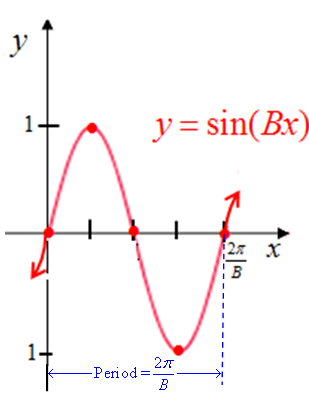 y
1
y = sin(Bx)
x
2π/B
1
Period = 2π/B